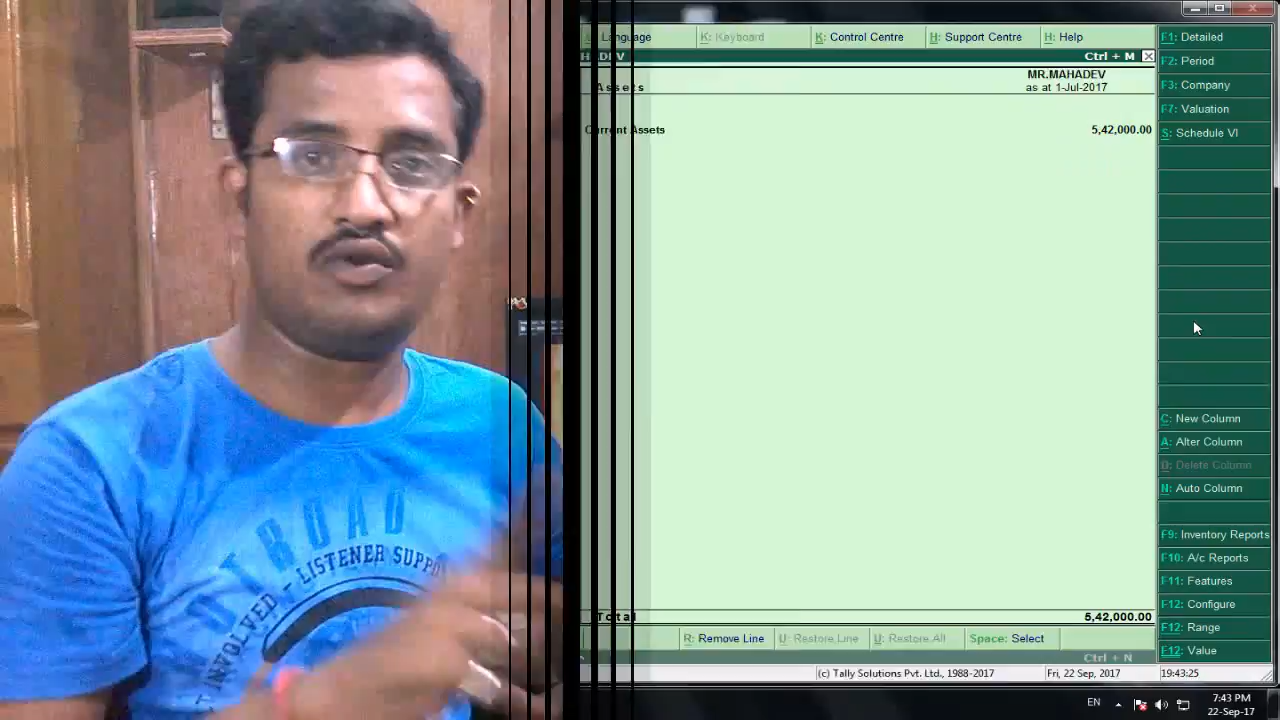 Language K: Keyboard K: Control Centre H: Support Centre H: Help
Ctrl + M
MR.MAHADEV
Assets as at 1-Jul-2017
Current Assets 5,42,000.00
Total 5,42,000.00
R: Remove Line U: Restore Line U: Restore All Space: Select
Ctrl + N
(c) Tally Solutions Pvt. Ltd., 1988-2017 Fri, 22 Sep, 2017 19:43:25
F1: Detailed
F2: Period
F3: Company
F7: Valuation
S: Schedule VI
C: New Column
A: Alter Column
D: Delete Column
N: Auto Column
F9: Inventory Reports
F10: A/c Reports
F11: Features
F12: Configure
F12: Range
F12: Value
EN 7:43 PM
22-Sep-17
ROAD
- LISTENER SUPPO